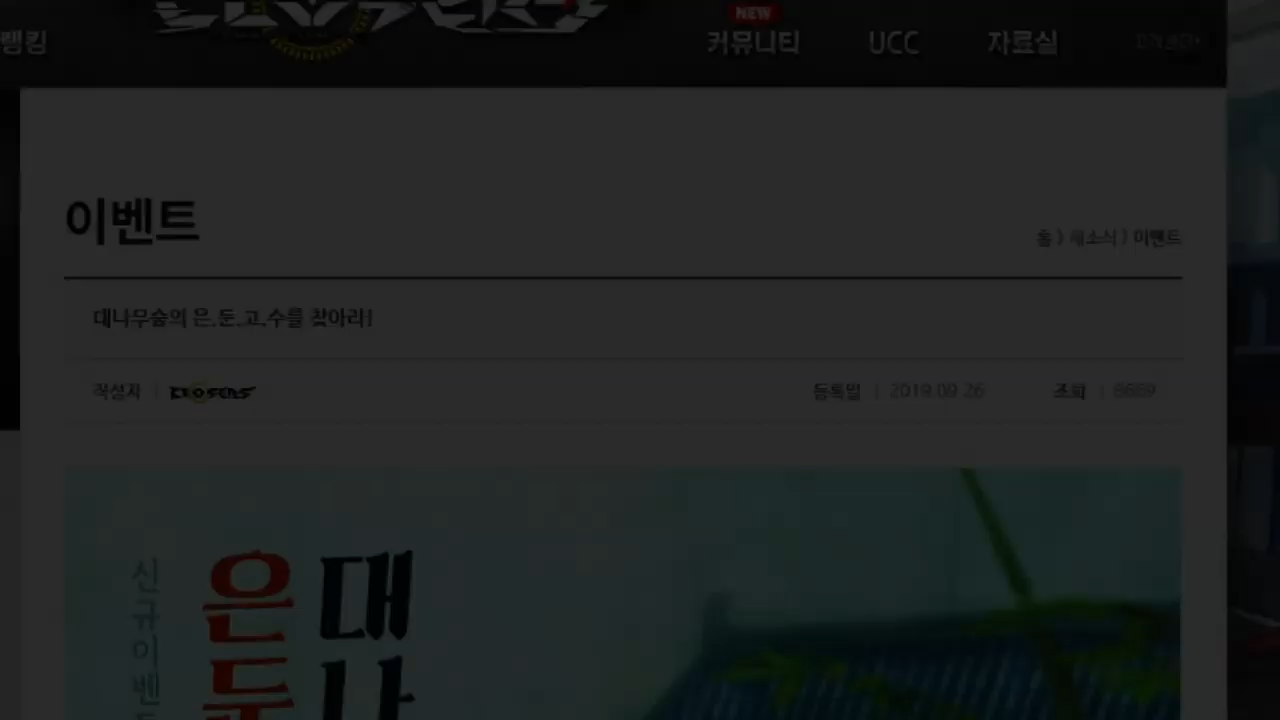 랭킹
CLOSERS
NEW
커뮤니티 UCC 자료실
이벤트
홈 > 새소식 > 이벤트
대나무숲의 은.둔.고.수를 찾아라!
작성자 | CLOSERS 등록일 | 2019.09.26 조회
신규이벤
은둔
대나